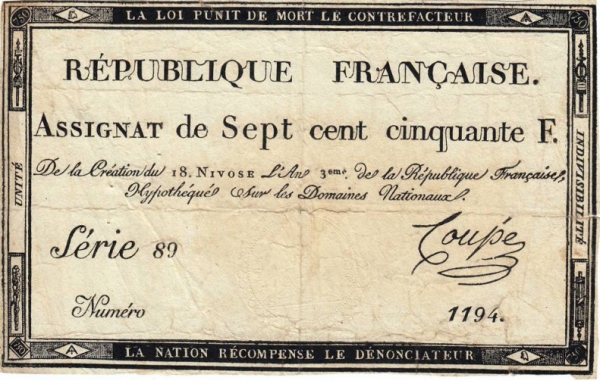 LA LOI PUNIT DE MORT LE CONTREFACTEUR
750
750
RÉPUBLIQUE FRANÇAISE.
ASSIGNAT de Sept cent cinquante F.
De la Création du 18. NIVOSE L'An 3eme. de la République Française,
Hypothéqué Sur les Domaines Nationaux.
UNITÉ
INDIVISIBILITÉ
Série 89
Coupé
Numéro 1194.
LA NATION RÉCOMPENSE LE DÉNONCIATEUR